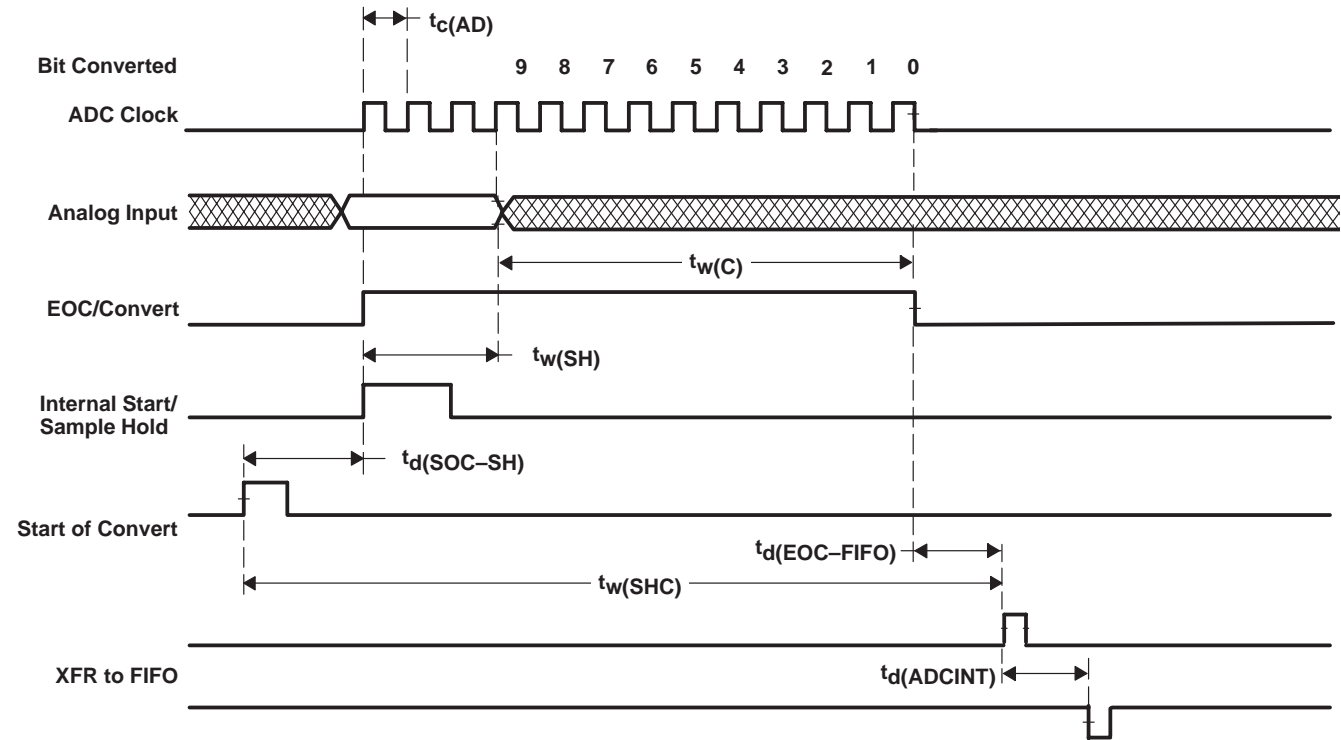 tc(AD)
Bit Converted 9 8 7 6 5 4 3 2 1 0
ADC Clock
Analog Input
tw(C)
EOC/Convert
tw(SH)
Internal Start/
Sample Hold
td(SOC–SH)
Start of Convert
td(EOC–FIFO)
tw(SHC)
XFR to FIFO
td(ADCINT)